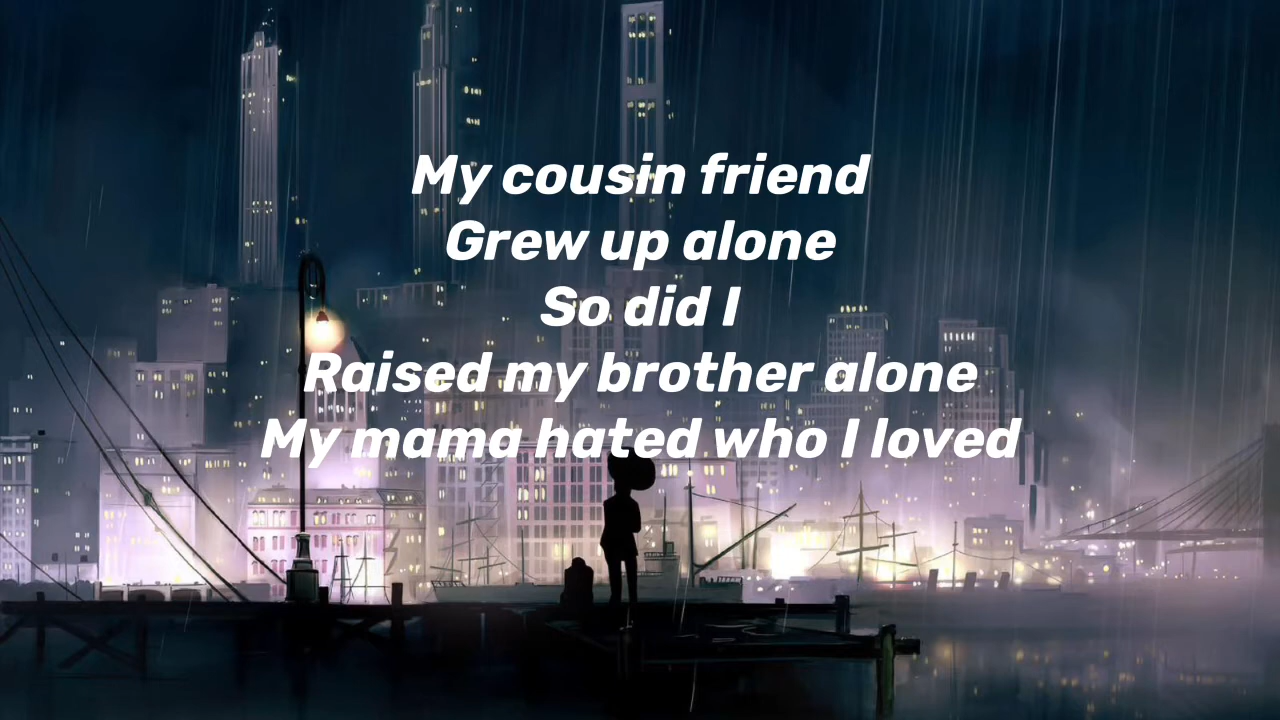 My cousin friend
Grew up alone
So did I
Raised my brother alone
My mama hated who I loved